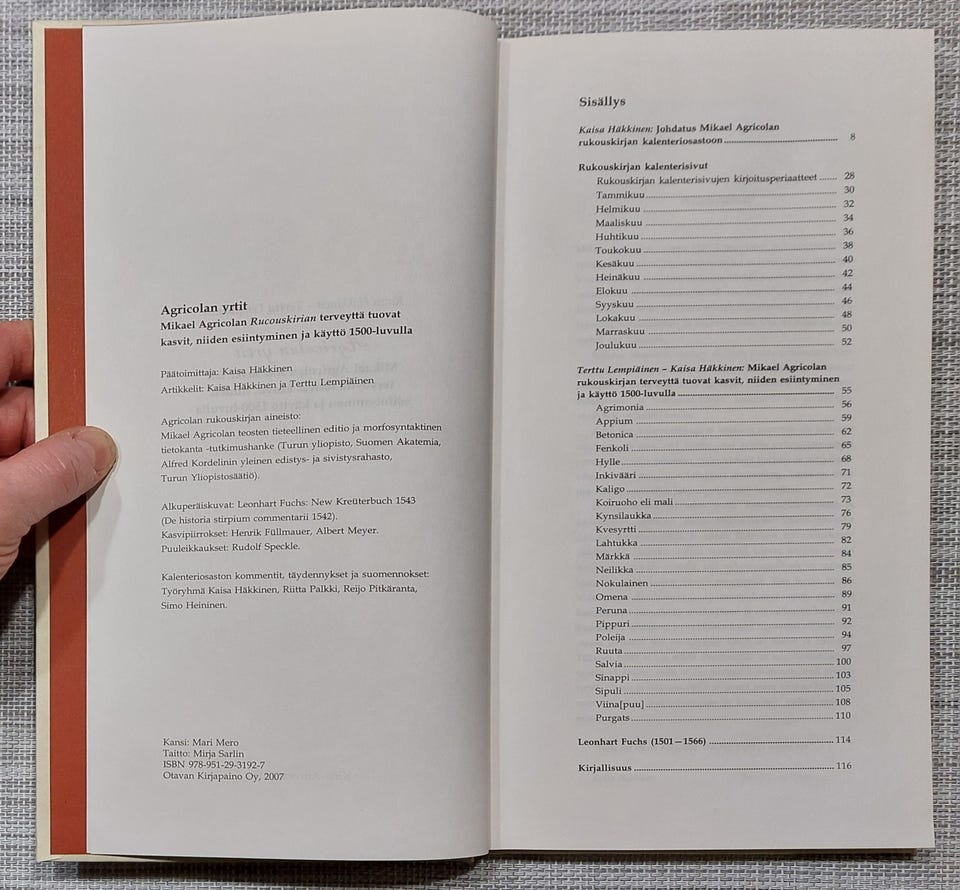 Agricolan yrtit
Mikael Agricolan Rucouskirian terveyttä tuovat
kasvit, niiden esiintyminen ja käyttö 1500-luvulla
Päätoimittaja: Kaisa Häkkinen
Artikkelit: Kaisa Häkkinen ja Terttu Lempiäinen
Agricolan rukouskirjan aineisto:
Mikael Agricolan teosten tieteellinen editio ja morfosyntaktinen
tietokanta -tutkimushanke (Turun yliopisto, Suomen Akatemia,
Alfred Kordelinin yleinen edistys- ja sivistysrahasto,
Turun Yliopistosäätiö).
Alkuperäiskuvat: Leonhart Fuchs: New Kreüterbuch 1543
(De historia stirpium commentarii 1542).
Kasvipiirrokset: Henrik Füllmauer, Albert Meyer.
Puuleikkaukset: Rudolf Speckle.
Kalenteriosaston kommentit, täydennykset ja suomennokset:
Työryhmä Kaisa Häkkinen, Riitta Palkki, Reijo Pitkäranta,
Simo Heininen.
Kansi: Mari Mero
Taitto: Mirja Sarlin
ISBN 978-951-29-3192-7
Otavan Kirjapaino Oy, 2007
Sisällys
Kaisa Häkkinen: Johdatus Mikael Agricolan
rukouskirjan kalenteriosastoon 8
Rukouskirjan kalenterisivut
Rukouskirjan kalenterisivujen kirjoitusperiaatteet 28
Tammikuu 30
Helmikuu 32
Maaliskuu 34
Huhtikuu 36
Toukokuu 38
Kesäkuu 40
Heinäkuu 42
Elokuu 44
Syyskuu 46
Lokakuu 48
Marraskuu 50
Joulukuu 52
Terttu Lempiäinen – Kaisa Häkkinen: Mikael Agricolan
rukouskirjan terveyttä tuovat kasvit, niiden esiintyminen
ja käyttö 1500-luvulla 55
Agrimonia 56
Appium 59
Betonica 62
Fenkoli 65
Hylle 68
Inkivääri 71
Kaligo 72
Koiruoho eli mali 73
Kynsilaukka 76
Kvesyrtti 79
Lahtukka 82
Märkkä 84
Neilikka 85
Nokulainen 86
Omena 89
Peruna 91
Pippuri 92
Poleija 94
Ruuta 97
Salvia 100
Sinappi 103
Sipuli 105
Viina[puu] 108
Purgats 110
Leonhart Fuchs (1501–1566) 114
Kirjallisuus 116